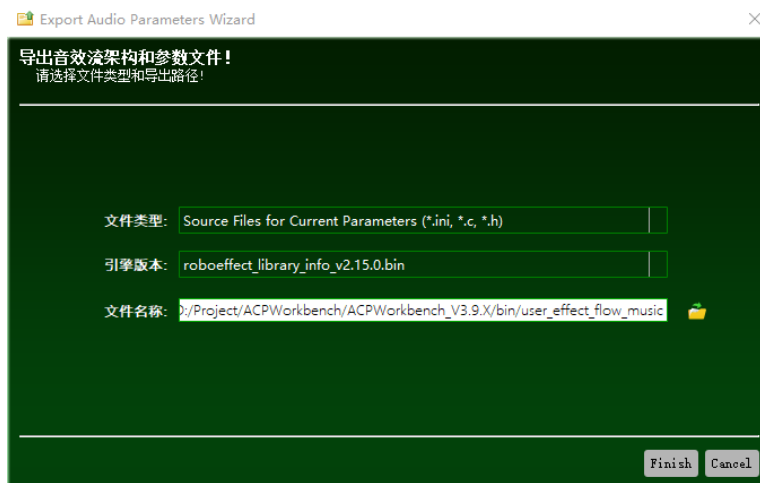 Export Audio Parameters Wizard
导出音效流架构和参数文件!
请选择文件类型和导出路径!
文件类型: Source Files for Current Parameters (*.ini, *.c, *.h)
引擎版本: roboeffect_library_info_v2.15.0.bin
文件名称: D:/Project/ACPWorkbench/ACPWorkbench_V3.9.X/bin/user_effect_flow_music
Finish Cancel